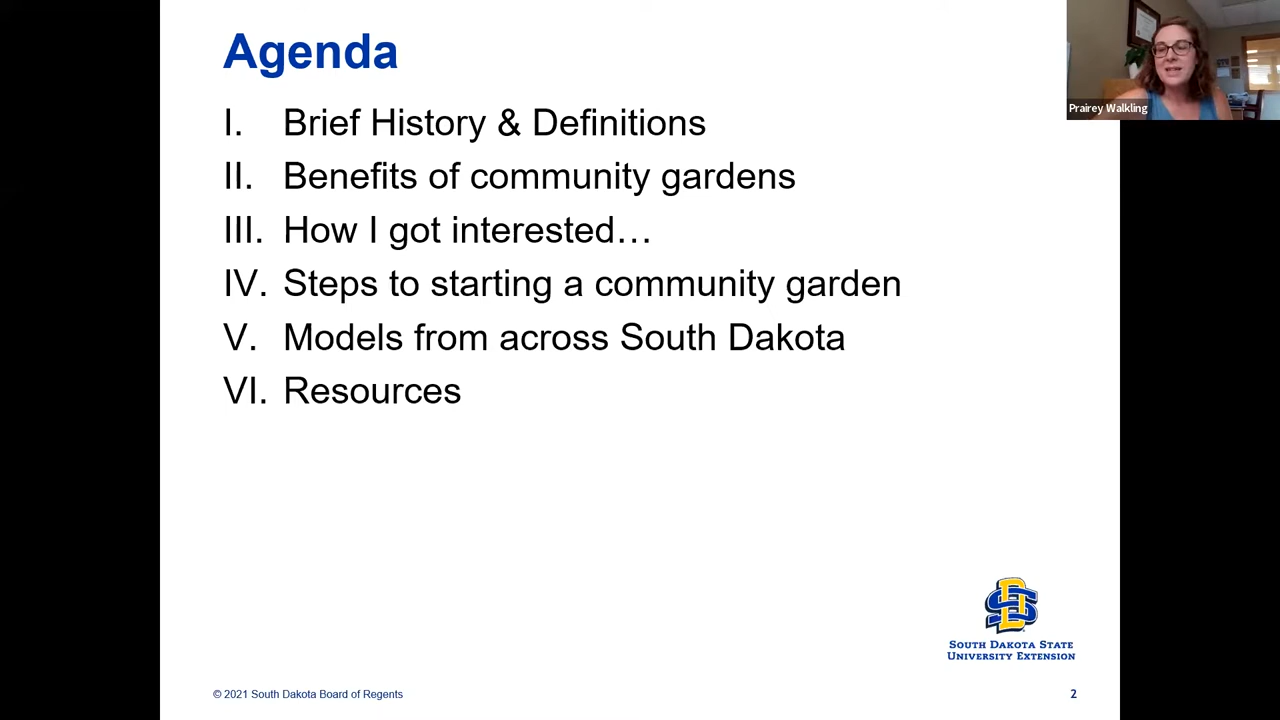 Agenda
I. Brief History & Definitions
II. Benefits of community gardens
III. How I got interested…
IV. Steps to starting a community garden
V. Models from across South Dakota
VI. Resources
Prairey Walkling
SOUTH DAKOTA STATE
UNIVERSITY EXTENSION
© 2021 South Dakota Board of Regents
2